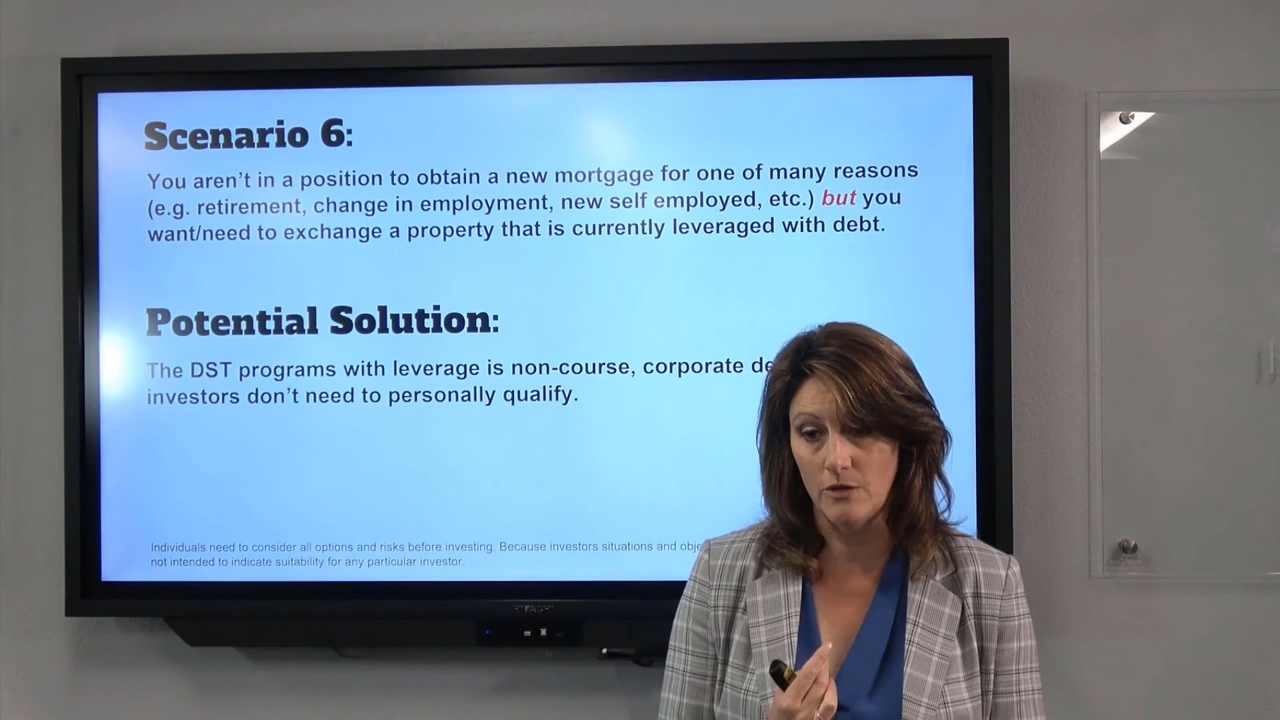 Scenario 6:
You aren't in a position to obtain a new mortgage for one of many reasons
(e.g. retirement, change in employment, new self employed, etc.) but you
want/need to exchange a property that is currently leveraged with debt.
Potential Solution:
The DST programs with leverage is non-course, corporate
investors don't need to personally qualify.
Individuals need to consider all options and risks before investing. Because investors situations and
not intended to indicate suitability for any particular investor.